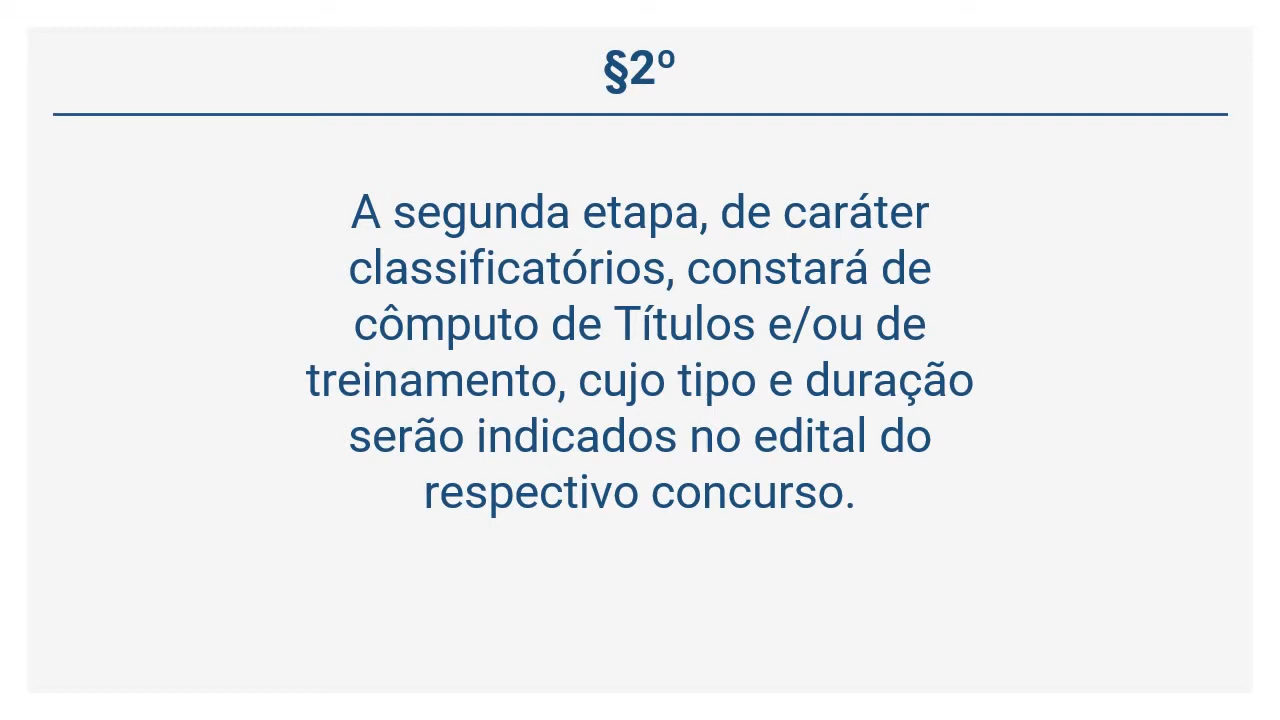 §2º
A segunda etapa, de caráter
classificatórios, constará de
cômputo de Títulos e/ou de
treinamento, cujo tipo e duração
serão indicados no edital do
respectivo concurso.